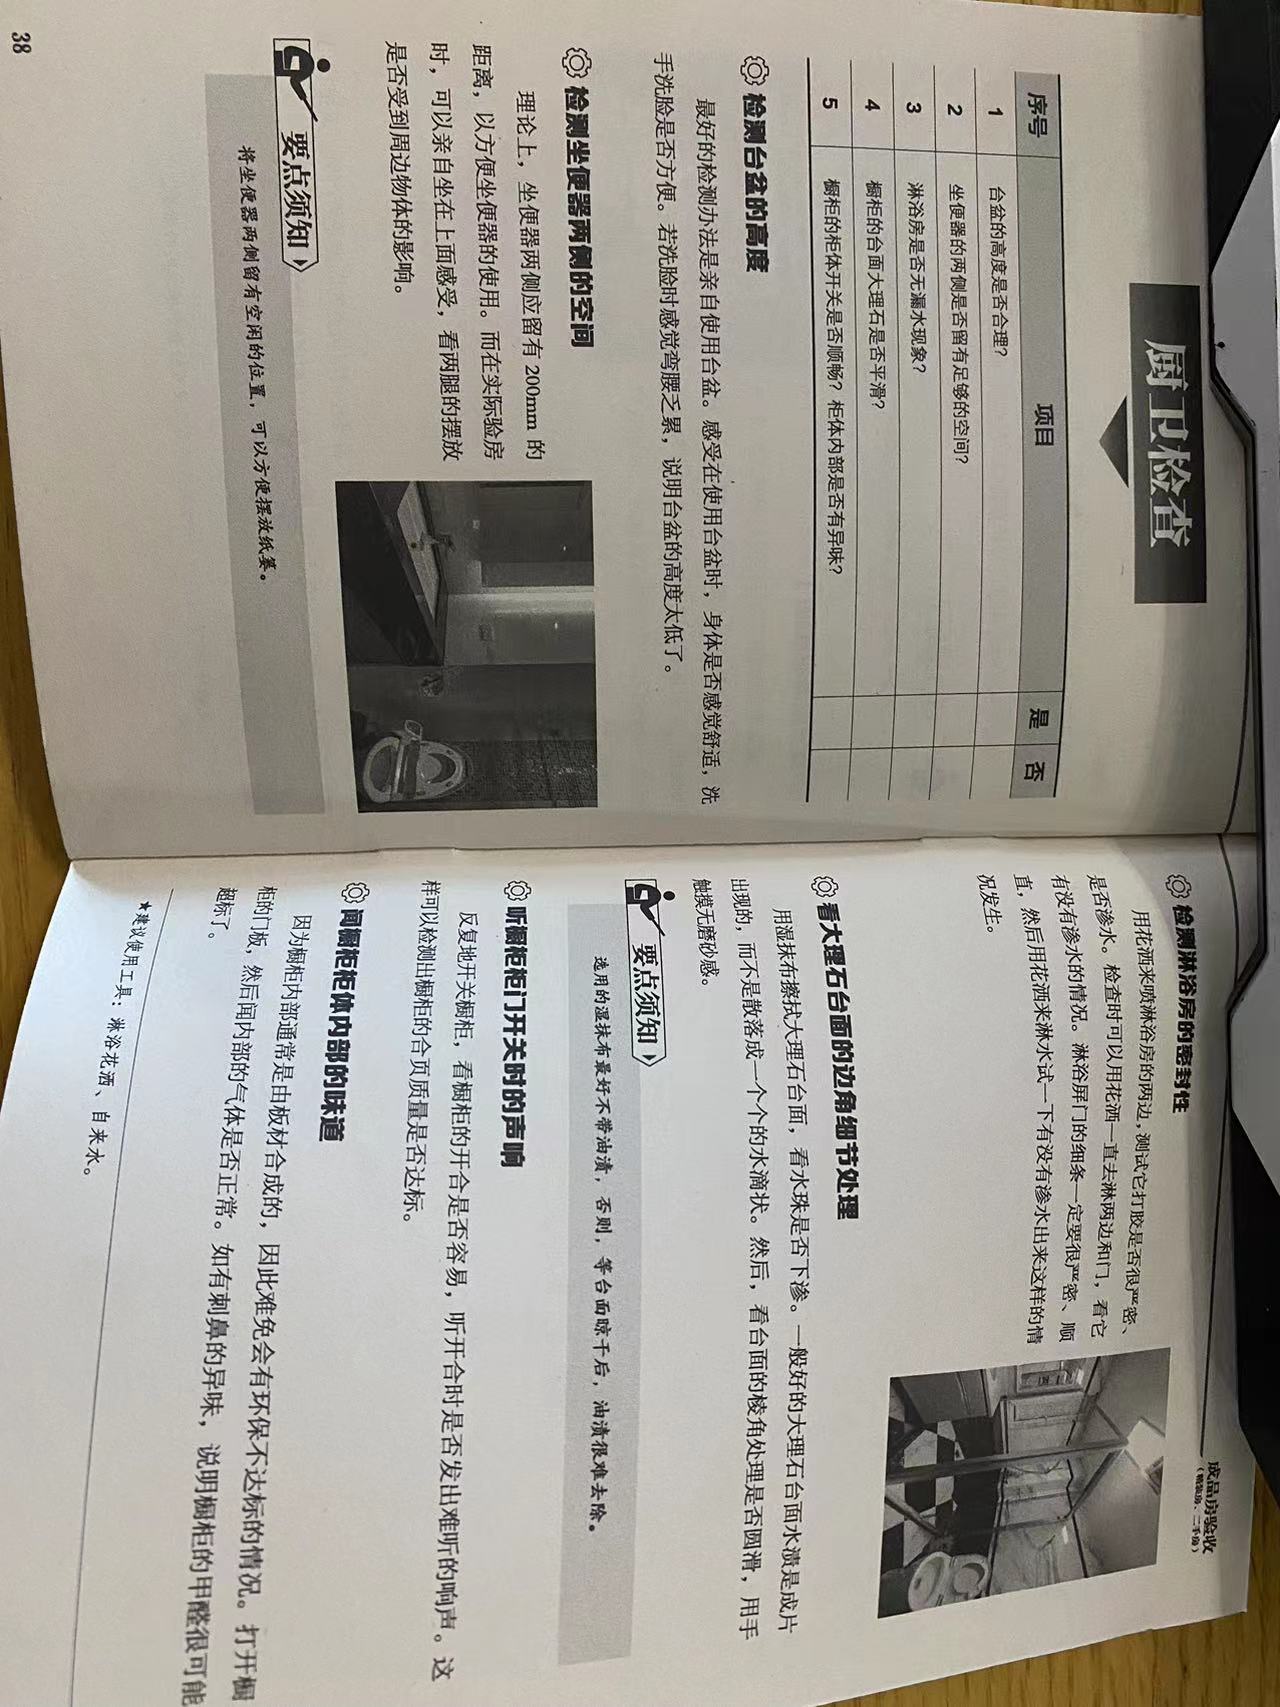 厨卫检查
序号 项目 是 否
1 台盆的高度是否合理？
2 坐便器的两侧是否留有足够的空间？
3 淋浴房是否无漏水现象？
4 橱柜的台面大理石是否平滑？
5 橱柜的柜体开关是否顺畅？柜体内部是否有异味？
检测台盆的高度
最好的检测办法是亲自使用台盆。感受在使用台盆时，身体是否感觉舒适，洗
手洗脸是否方便。若洗脸时感觉弯腰乏累，说明台盆的高度太低了。
检测坐便器两侧的空间
理论上，坐便器两侧应留有 200mm 的
距离，以方便坐便器的使用。而在实际验房
时，可以亲自坐在上面感受，看两腿的摆放
是否受到周边物体的影响。
要点须知
将坐便器两侧留有空闲的位置，可以方便摆放纸篓。
38
成品房验收
（精装房、二手房）
检测淋浴房的密封性
用花洒来喷淋浴房的两边，测试它打胶是否很严密、
是否渗水。检查时可以用花洒一直去淋两边和门，看它
有没有渗水的情况。淋浴屏门的细条一定要很严密、顺
直，然后用花洒来淋水试一下有没有渗水出来这样的情
况发生。
看大理石台面的边角细节处理
用湿抹布擦拭大理石台面，看水珠是否下渗。一般好的大理石台面水渍是成片
出现的，而不是散落成一个个的水滴状。然后，看台面的棱角处理是否圆滑，用手
触摸无磨砂感。
要点须知
选用的湿抹布最好不带油渍，否则，等台面晾干后，油渍很难去除。
听橱柜柜门开关时的声响
反复地开关橱柜，看橱柜的开合是否容易，听开合时是否发出难听的响声。这
样可以检测出橱柜的合页质量是否达标。
闻橱柜柜体内部的味道
因为橱柜内部通常是由板材合成的，因此难免会有环保不达标的情况。打开橱
柜的门板，然后闻内部的气体是否正常。如有刺鼻的异味，说明橱柜的甲醛很可能
超标了。
★建议使用工具：淋浴花洒、自来水。